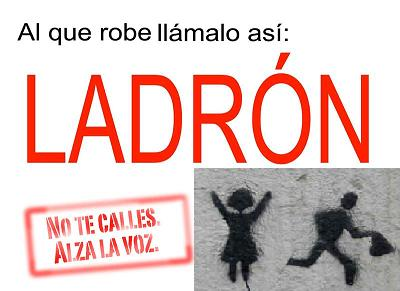 Al que robe llámalo así:
LADRÓN
NO TE CALLES.
ALZA LA VOZ.